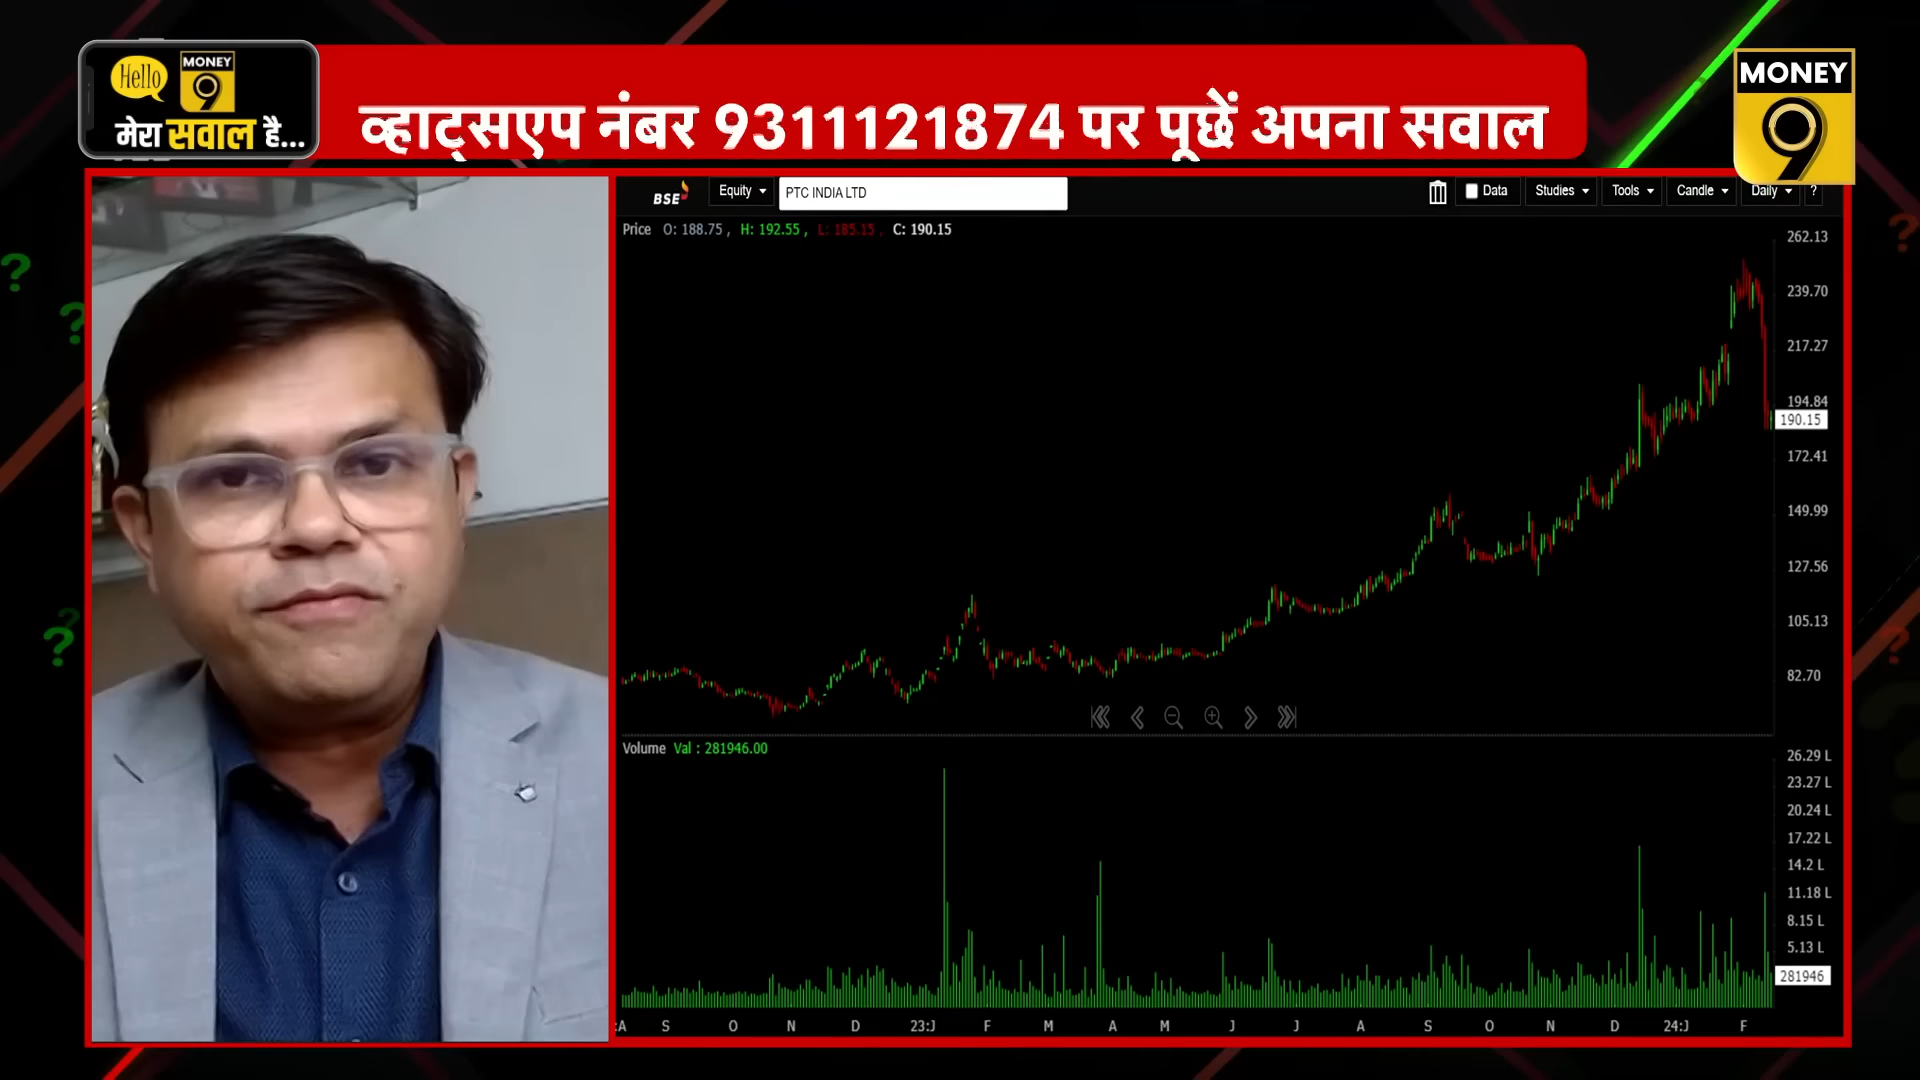 Hello MONEY 9
मेरा सवाल है...
व्हाट्सएप नंबर 9311121874 पर पूछें अपना सवाल
MONEY 9
BSE Equity PTC INDIA LTD Data Studies Tools Candle Daily ?
Price O: 188.75 , H: 192.55 , L: 185.15 , C: 190.15
262.13
239.70
217.27
194.84
190.15
172.41
149.99
127.56
105.13
82.70
Volume Val : 281946.00
26.29 L
23.27 L
20.24 L
17.22 L
14.2 L
11.18 L
8.15 L
5.13 L
281946
:A S O N D 23:J F M A M J J A S O N D 24:J F